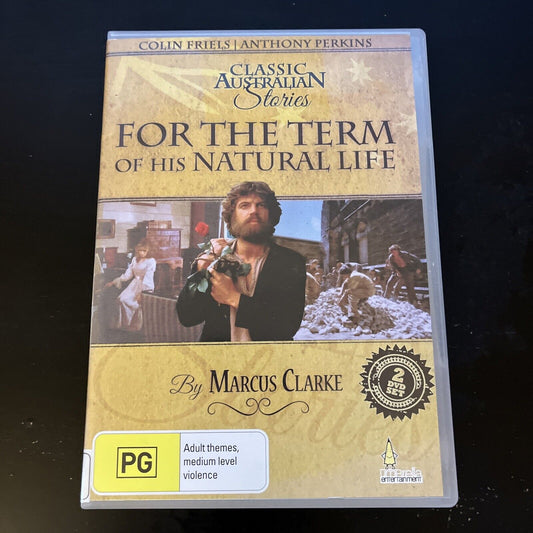 COLIN FRIELS | ANTHONY PERKINS
CLASSIC
AUSTRALIAN
Stories
FOR THE TERM
OF HIS NATURAL LIFE
By MARCUS CLARKE
2
DVD
SET
PG
Adult themes,
medium level
violence
umbrella
entertainment